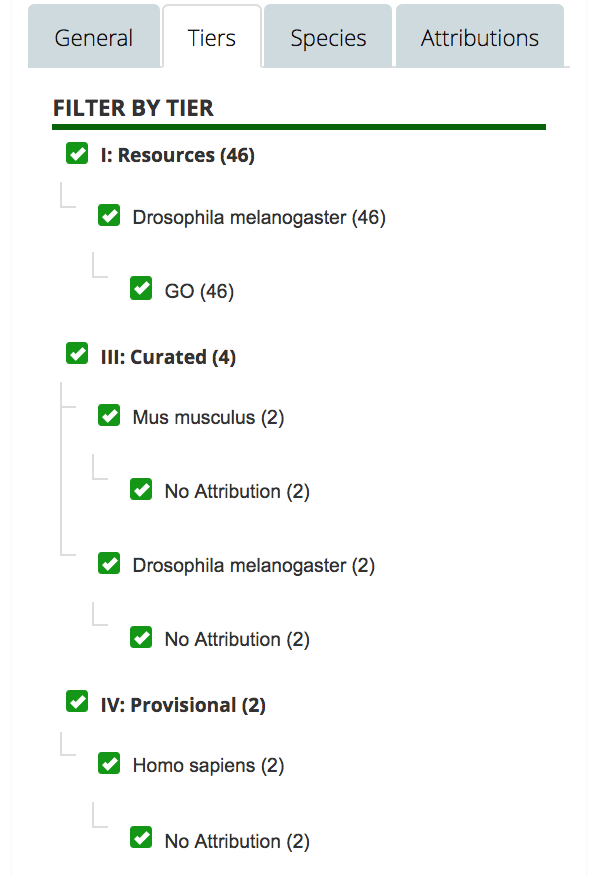 General Tiers Species Attributions
FILTER BY TIER
I: Resources (46)
Drosophila melanogaster (46)
GO (46)
III: Curated (4)
Mus musculus (2)
No Attribution (2)
Drosophila melanogaster (2)
No Attribution (2)
IV: Provisional (2)
Homo sapiens (2)
No Attribution (2)